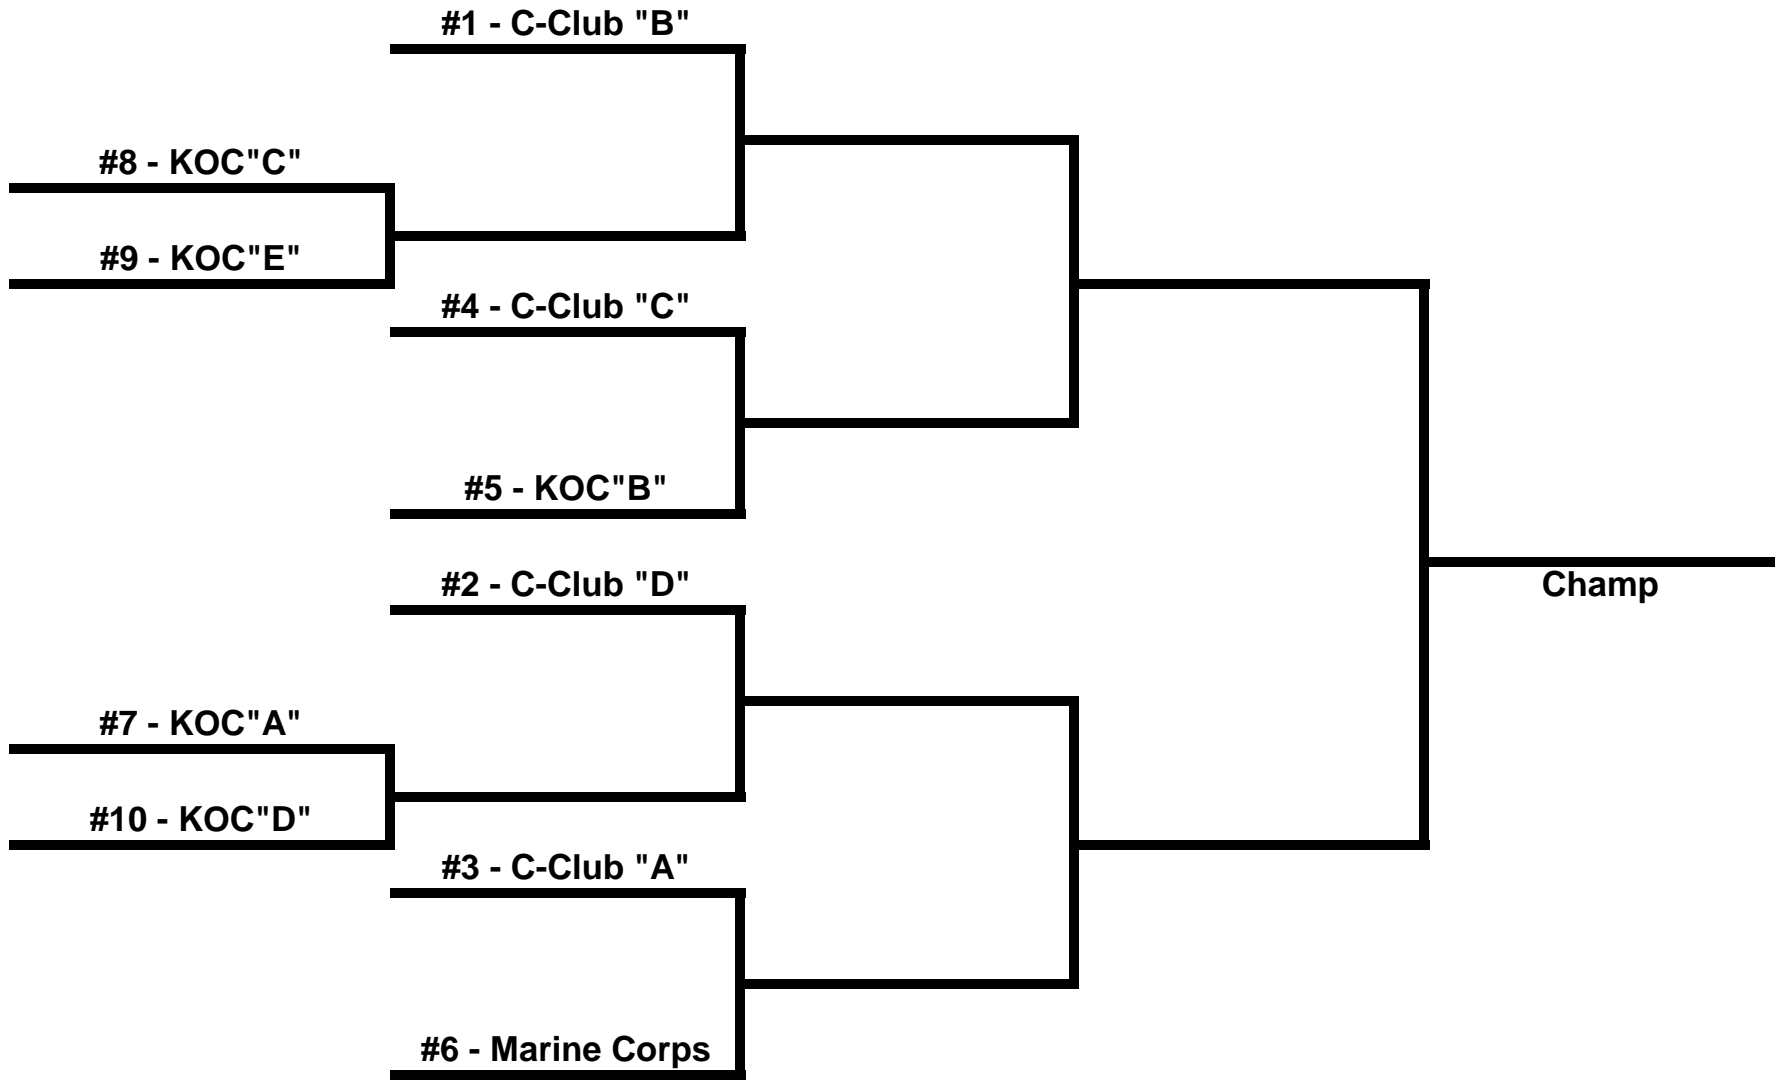 #1 - C-Club "B"
#8 - KOC"C"
#9 - KOC"E"
#4 - C-Club "C"
#5 - KOC"B"
#2 - C-Club "D"
Champ
#7 - KOC"A"
#10 - KOC"D"
#3 - C-Club "A"
#6 - Marine Corps